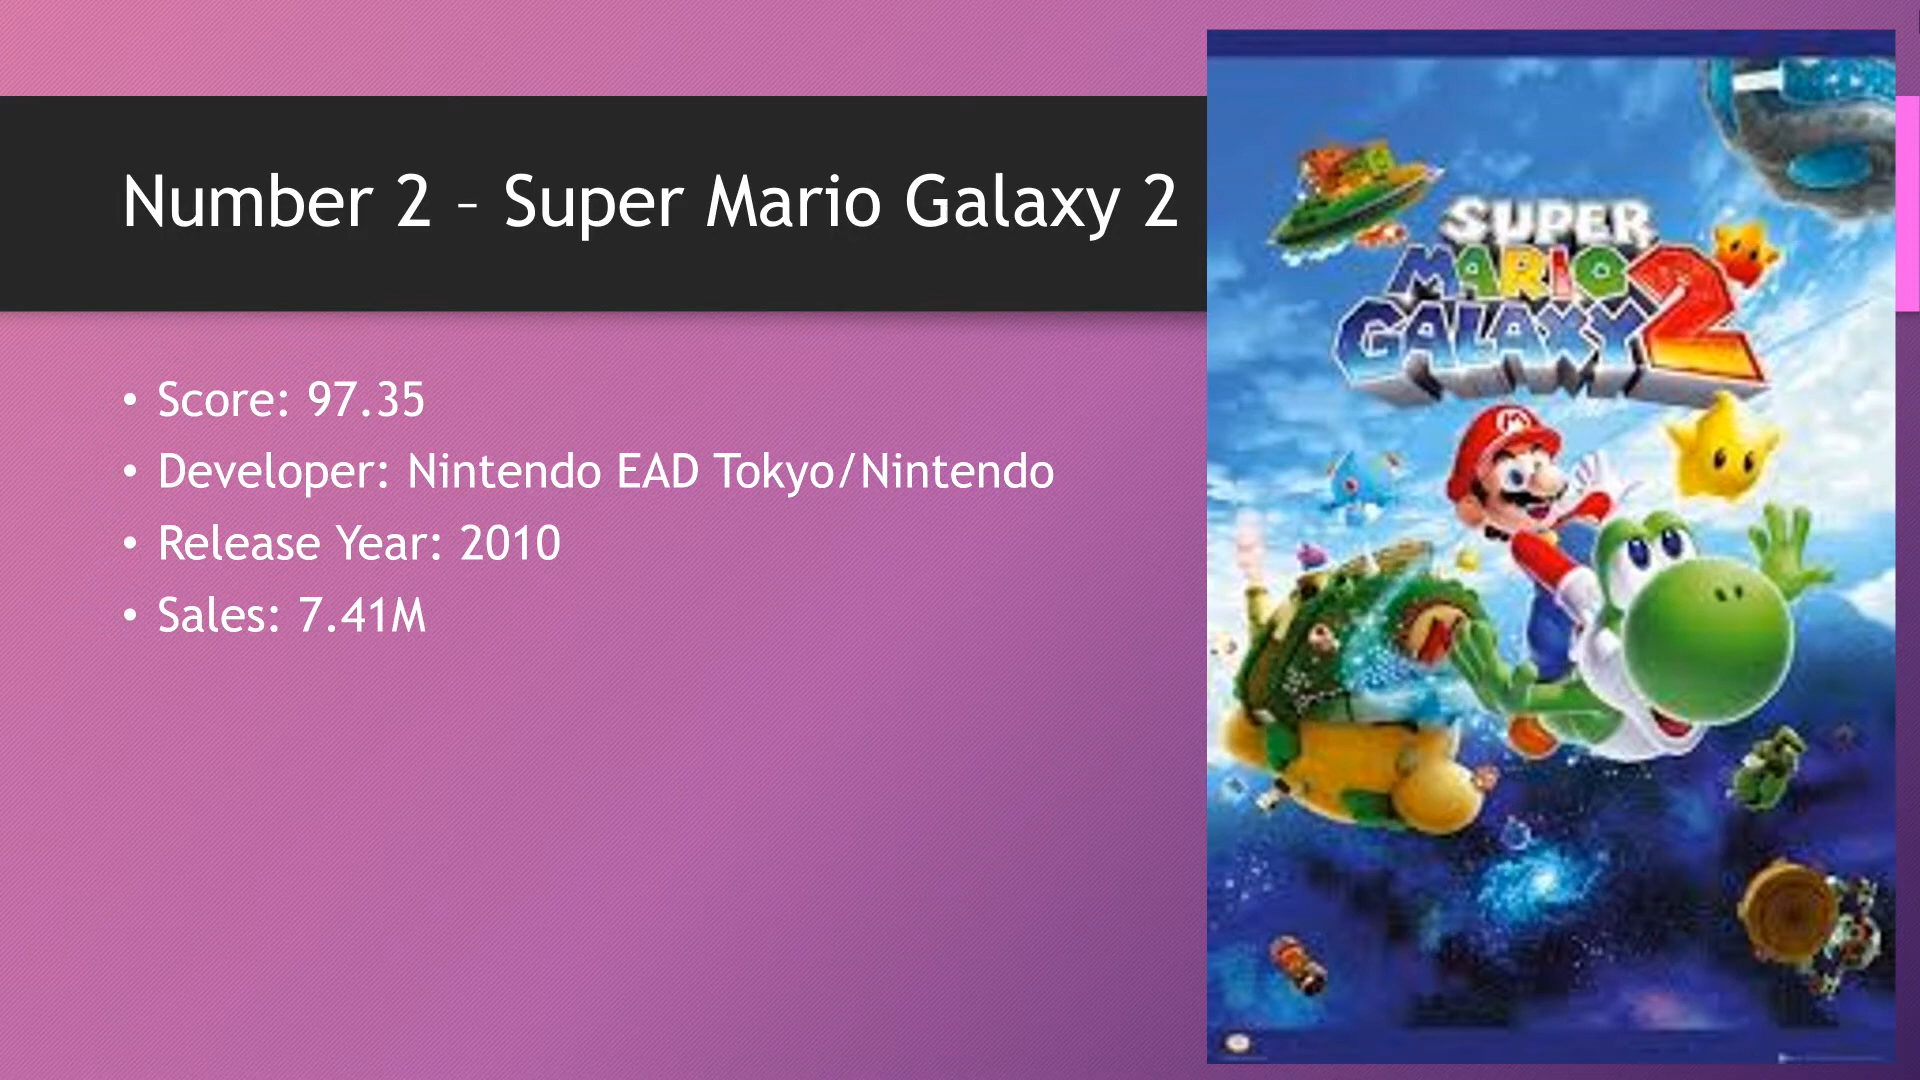 Number 2 – Super Mario Galaxy 2
• Score: 97.35
• Developer: Nintendo EAD Tokyo/Nintendo
• Release Year: 2010
• Sales: 7.41M
SUPER
MARIO
GALAXY 2
M